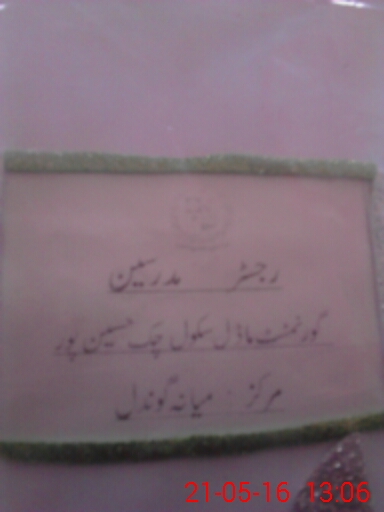 رجسٹر مدرسین
گورنمنٹ ماڈل سکول چک حسین پور
مرکز : میانہ گوندل
21-05-16 13:06